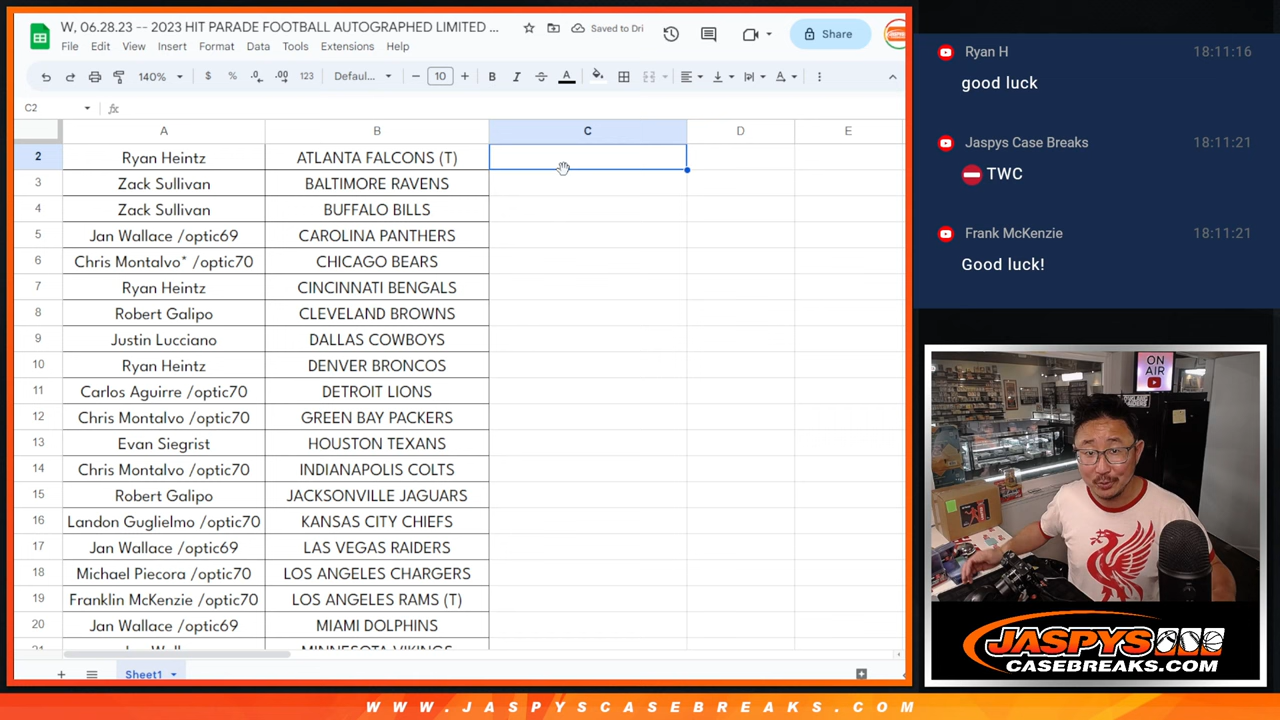 W, 06.28.23 -- 2023 HIT PARADE FOOTBALL AUTOGRAPHED LIMITED ...
Saved to Dri
Share
File Edit View Insert Format Data Tools Extensions Help
140% $ % .0 .00 123 Defaul... 10 B I A
C2 fx
A B C D E
2 Ryan Heintz ATLANTA FALCONS (T)
3 Zack Sullivan BALTIMORE RAVENS
4 Zack Sullivan BUFFALO BILLS
5 Jan Wallace /optic69 CAROLINA PANTHERS
6 Chris Montalvo* /optic70 CHICAGO BEARS
7 Ryan Heintz CINCINNATI BENGALS
8 Robert Galipo CLEVELAND BROWNS
9 Justin Lucciano DALLAS COWBOYS
10 Ryan Heintz DENVER BRONCOS
11 Carlos Aguirre /optic70 DETROIT LIONS
12 Chris Montalvo /optic70 GREEN BAY PACKERS
13 Evan Siegrist HOUSTON TEXANS
14 Chris Montalvo /optic70 INDIANAPOLIS COLTS
15 Robert Galipo JACKSONVILLE JAGUARS
16 Landon Guglielmo /optic70 KANSAS CITY CHIEFS
17 Jan Wallace /optic69 LAS VEGAS RAIDERS
18 Michael Piecora /optic70 LOS ANGELES CHARGERS
19 Franklin McKenzie /optic70 LOS ANGELES RAMS (T)
20 Jan Wallace /optic69 MIAMI DOLPHINS
Sheet1
Ryan H 18:11:16
good luck
Jaspys Case Breaks 18:11:21
TWC
Frank McKenzie 18:11:21
Good luck!
ON
AIR
JASPYS
CASEBREAKS.COM
WWW.JASPYSCASEBREAKS.COM